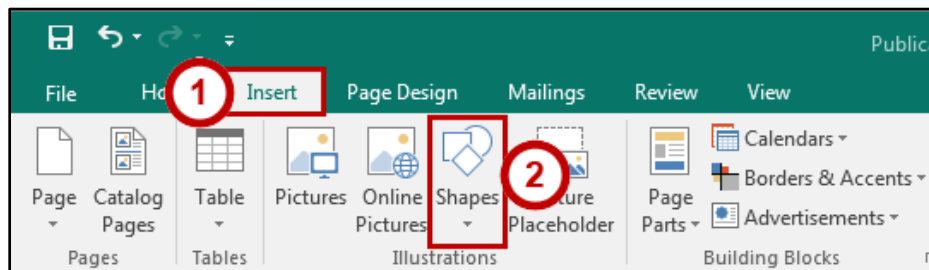 Public
File Ho 1 Insert Page Design Mailings Review View
Page Catalog Pages Table Pictures Online Pictures Shapes 2 ture Placeholder Page Parts Calendars
Borders & Accents
Advertisements
Pages Tables Illustrations Building Blocks